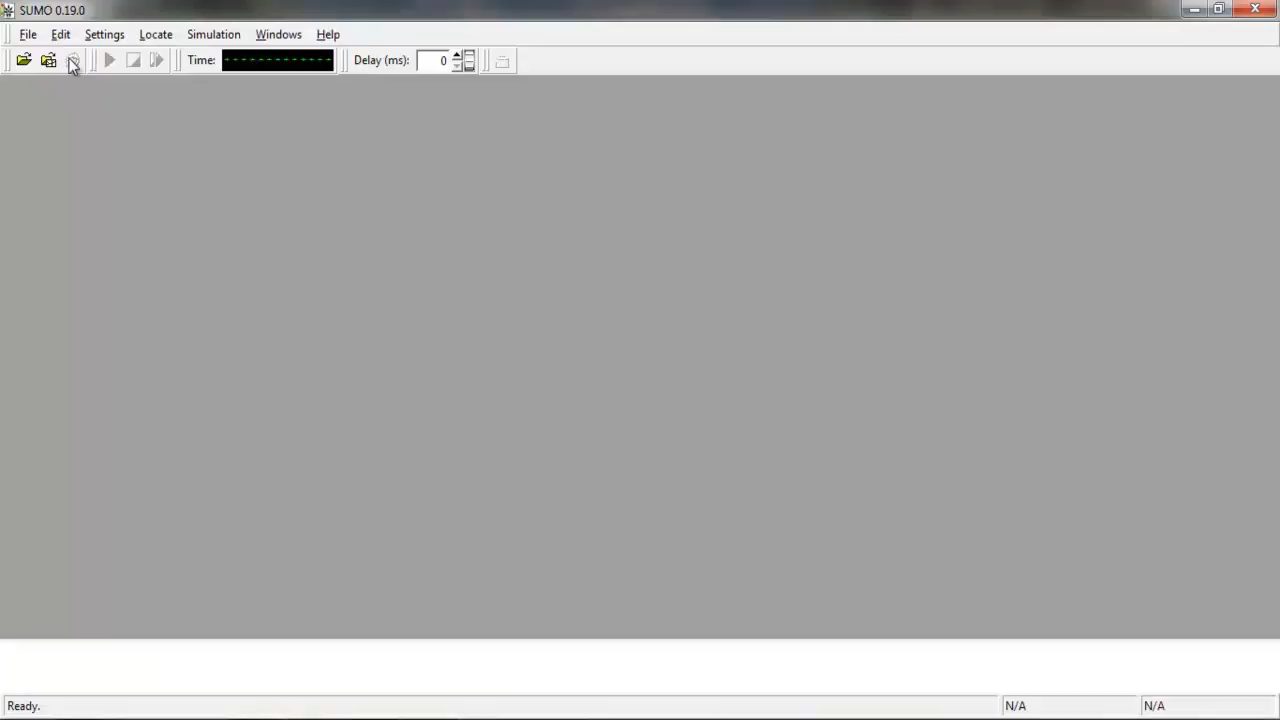 SUMO 0.19.0
File Edit Settings Locate Simulation Windows Help
Time: ------------- Delay (ms): 0
Ready. N/A N/A